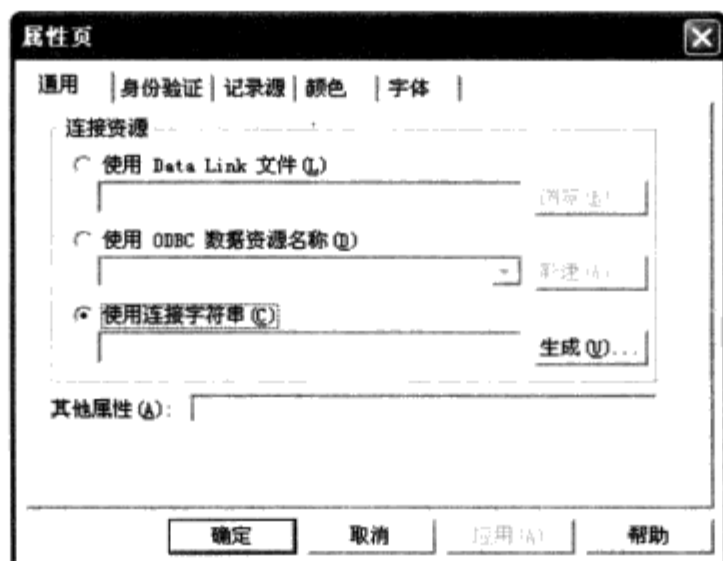 属性页
通用 身份验证 记录源 颜色 字体
连接资源
使用 Data Link 文件(L)
使用 ODBC 数据资源名称(D)
使用连接字符串(C)
生成(U)...
其他属性(A):
确定 取消 应用(A) 帮助